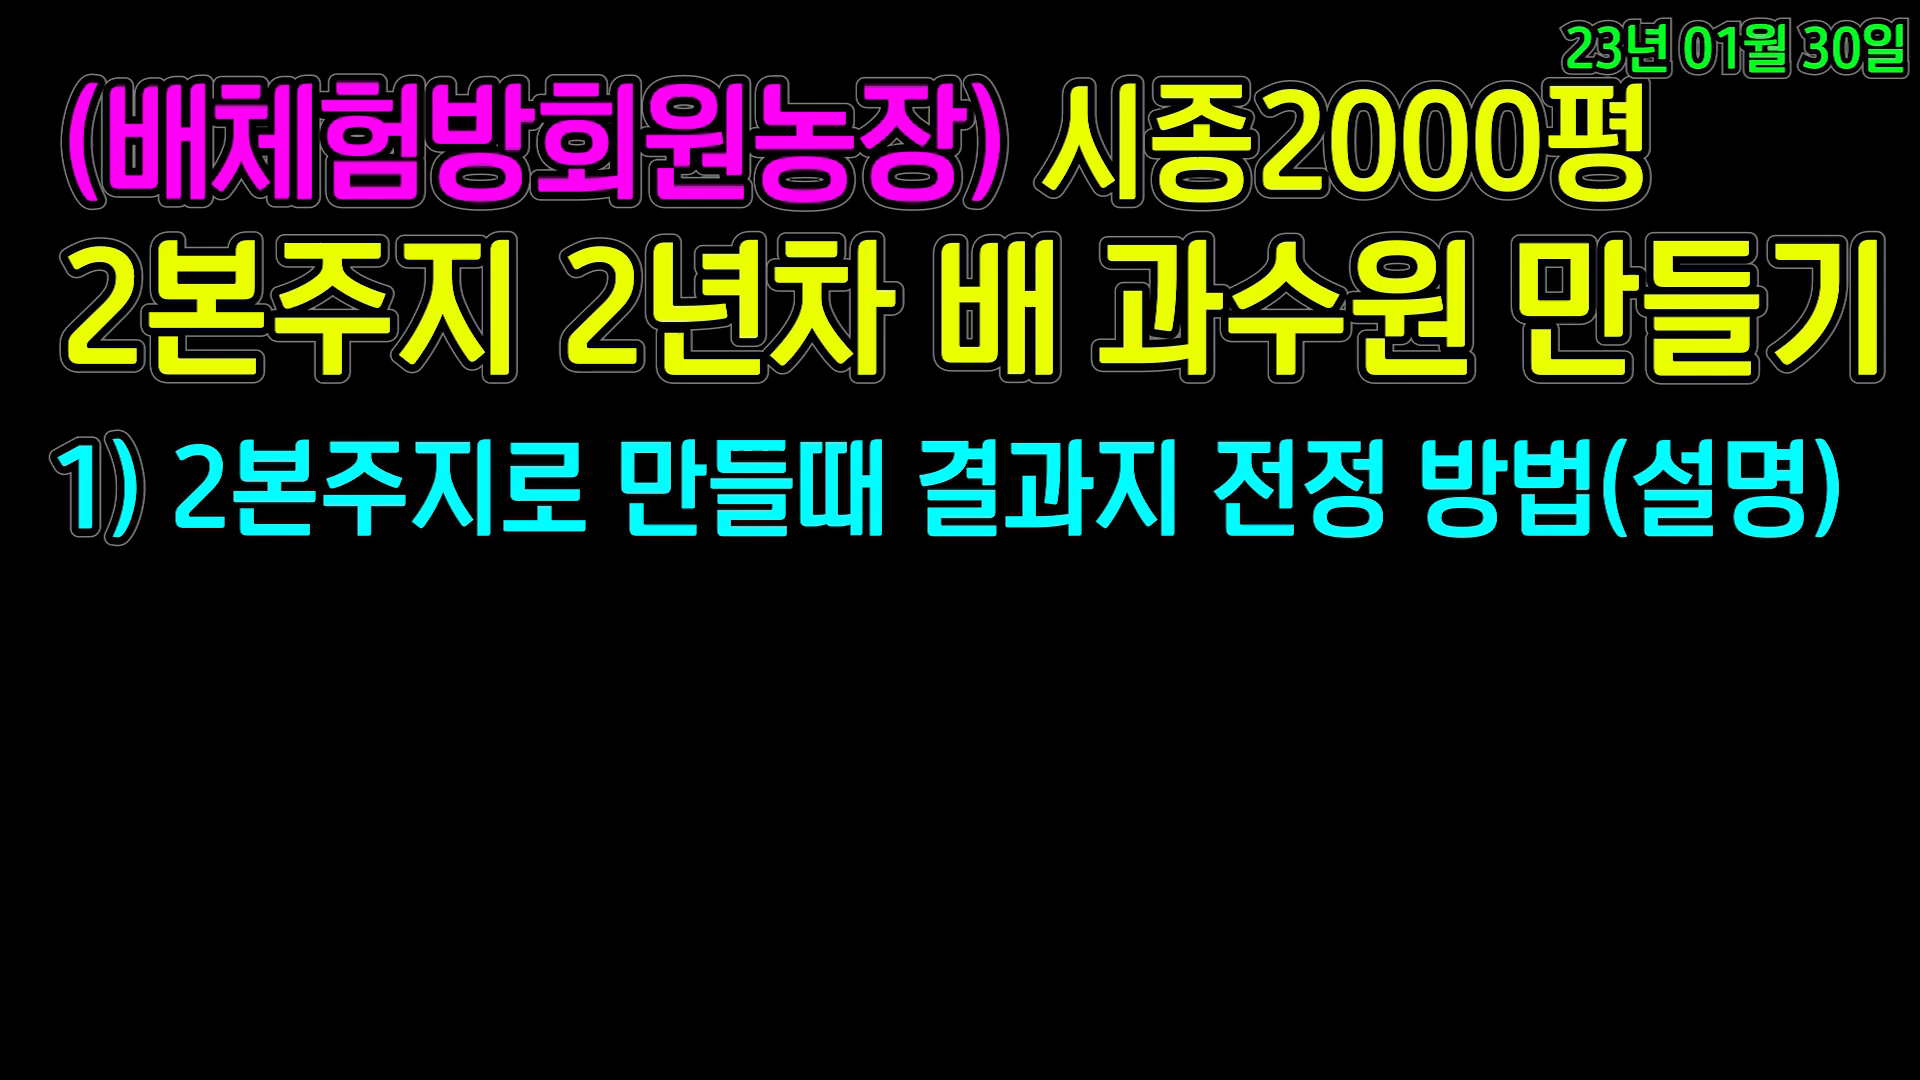 23년 01월 30일
(배체험방회원농장) 시종2000평
2본주지 2년차 배 과수원 만들기
1) 2본주지로 만들때 결과지 전정 방법(설명)